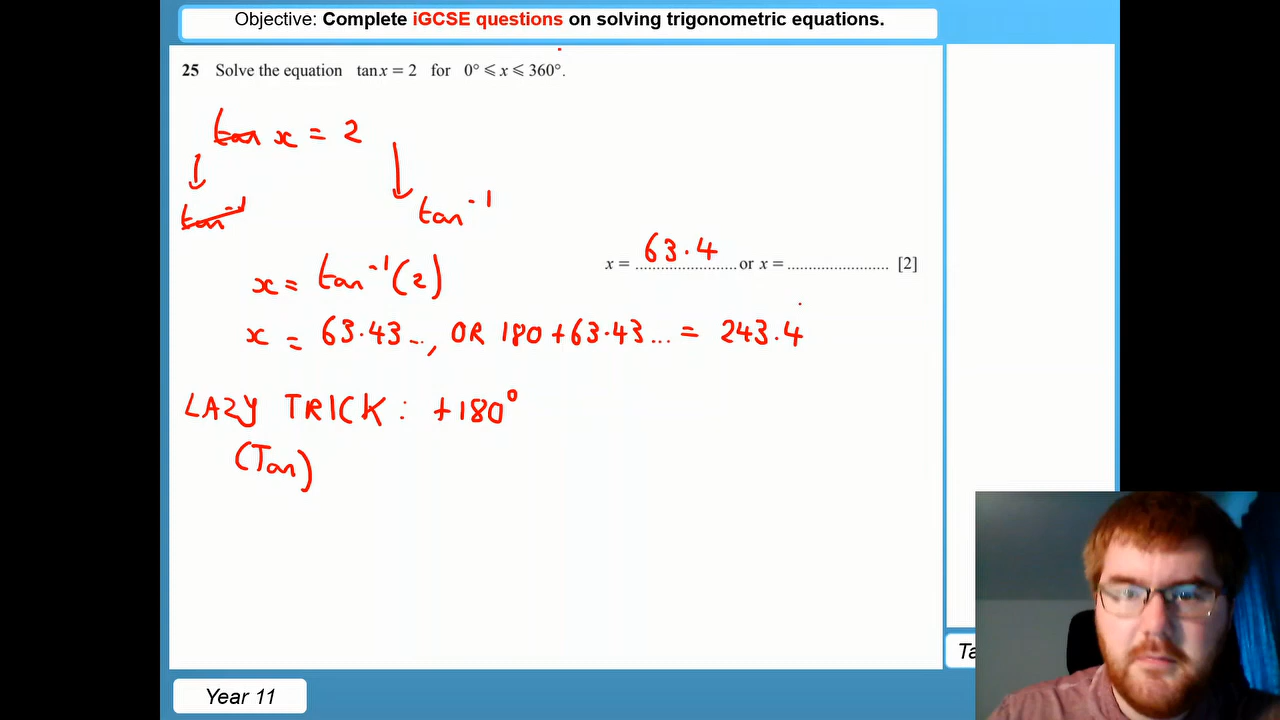 Objective: Complete iGCSE questions on solving trigonometric equations.
25 Solve the equation tan x = 2 for 0° ⩽ x ⩽ 360°.
tan x = 2
tan⁻¹ tan⁻¹
x = 63.4 or x = ........................ [2]
x = tan⁻¹(2)
x = 63.43..., OR 180 + 63.43... = 243.4
LAZY TRICK: +180°
(Tan)
Year 11